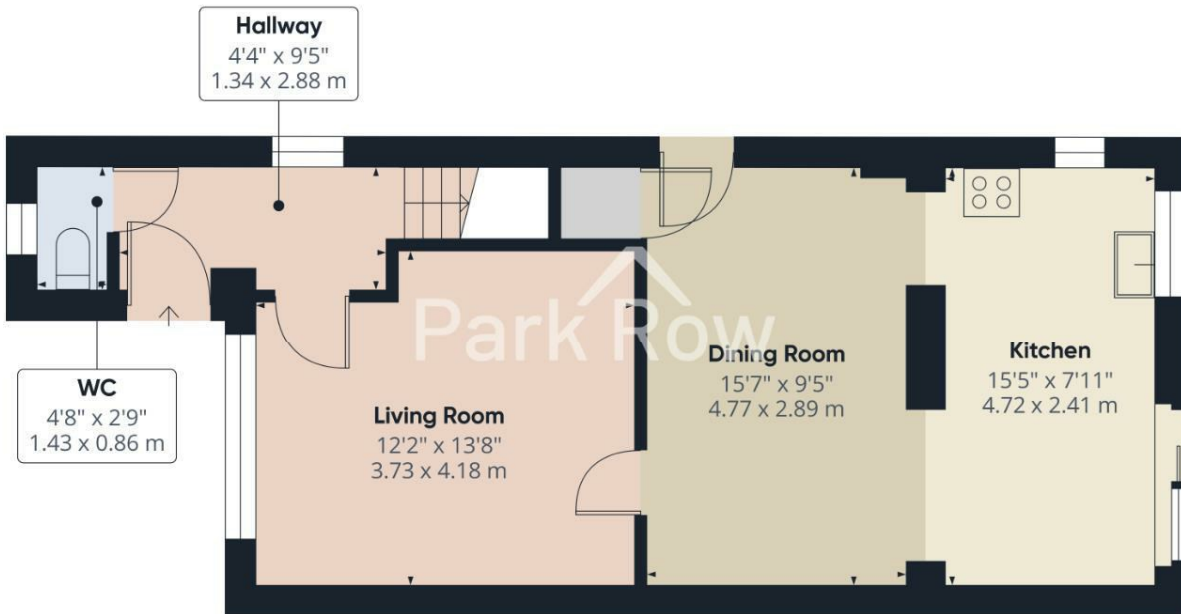 Hallway
4'4" x 9'5"
1.34 x 2.88 m
WC
4'8" x 2'9"
1.43 x 0.86 m
Living Room
12'2" x 13'8"
3.73 x 4.18 m
Park Row
Dining Room
15'7" x 9'5"
4.77 x 2.89 m
Kitchen
15'5" x 7'11"
4.72 x 2.41 m